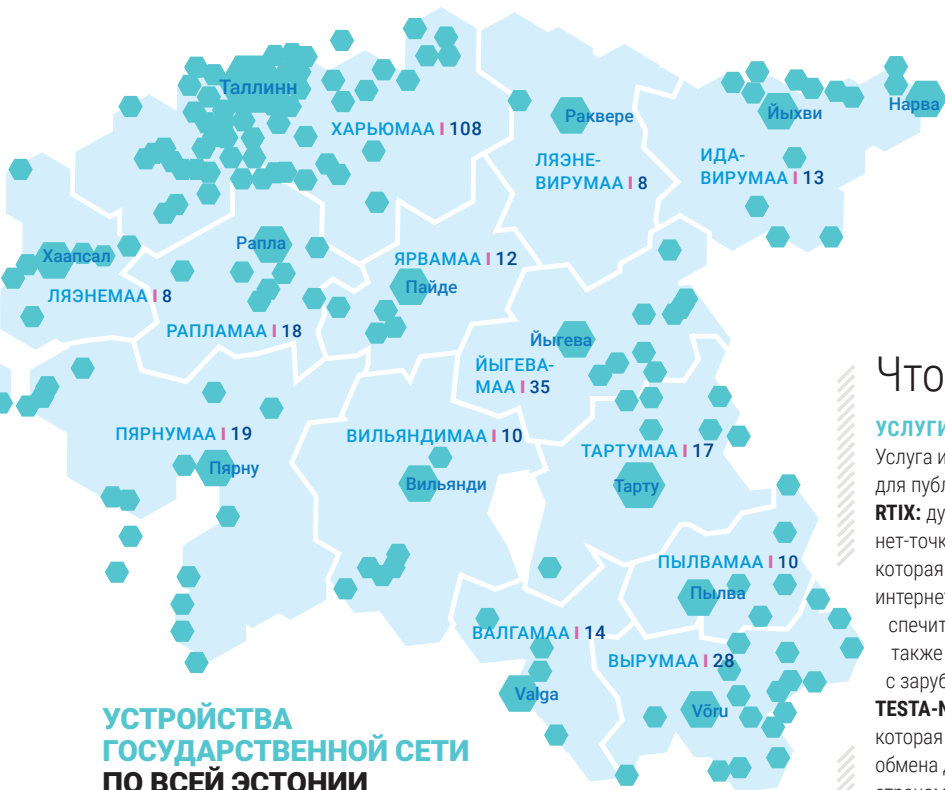 Таллинн
ХАРЬЮМАА I 108
Раквере
ЛЯЭНЕ-
ВИРУМАА I 8
Йыхви
Нарва
ИДА-
ВИРУМАА I 13
Хаапсал
ЛЯЭНЕМАА I 8
Рапла
РАПЛАМАА I 18
ЯРВАМАА I 12
Пайде
Йыгева
ЙЫГЕВА-
МАА I 35
ПЯРНУМАА I 19
Пярну
ВИЛЬЯНДИМАА I 10
Вильянди
ТАРТУМАА I 17
Тарту
ПЫЛВАМАА I 10
Пылва
ВАЛГАМАА I 14
Valga
ВЫРУМАА I 28
Võru
УСТРОЙСТВА
ГОСУДАРСТВЕННОЙ СЕТИ
ПО ВСЕЙ ЭСТОНИИ
Что
УСЛУГИ
Услуга и
для публ
RTIX: ду
нет-точк
которая
интернет
спечит
также
с заруб
TESTA-N
которая
обмена д